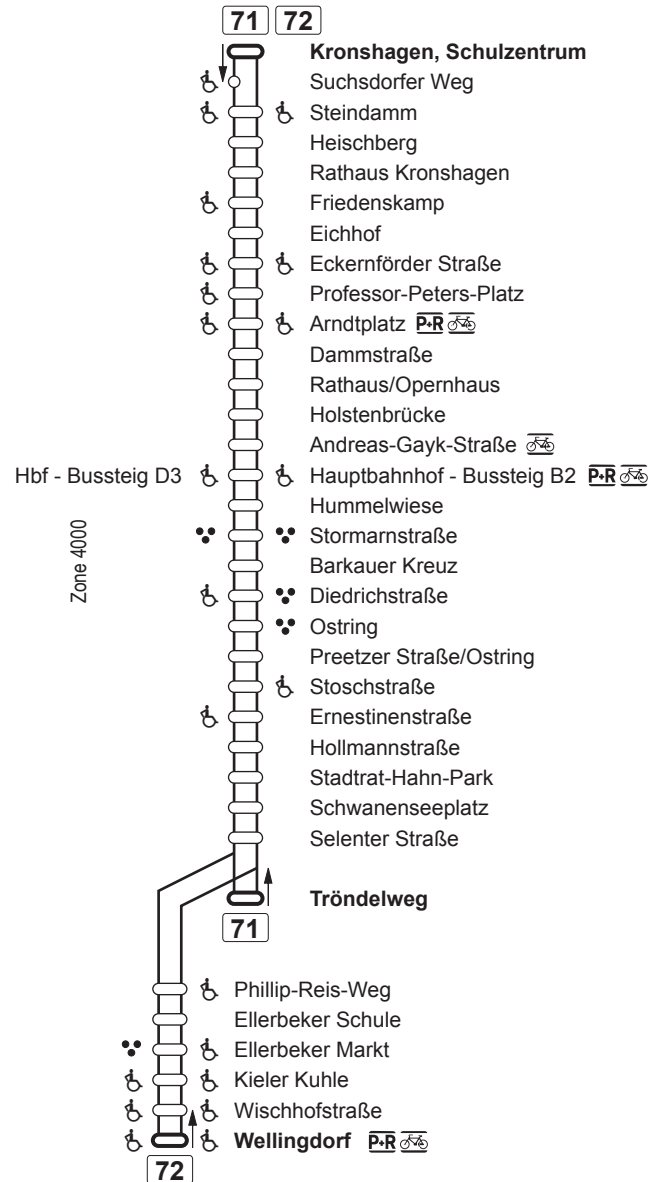 71 72
Kronshagen, Schulzentrum
Suchsdorfer Weg
Steindamm
Heischberg
Rathaus Kronshagen
Friedenskamp
Eichhof
Eckernförder Straße
Professor-Peters-Platz
Arndtplatz P+R
Dammstraße
Rathaus/Opernhaus
Holstenbrücke
Andreas-Gayk-Straße
Hbf - Bussteig D3 Hauptbahnhof - Bussteig B2 P+R
Hummelwiese
Stormarnstraße
Zone 4000
Barkauer Kreuz
Diedrichstraße
Ostring
Preetzer Straße/Ostring
Stoschstraße
Ernestinenstraße
Hollmannstraße
Stadtrat-Hahn-Park
Schwanenseeplatz
Selenter Straße
Tröndelweg
71
Phillip-Reis-Weg
Ellerbeker Schule
Ellerbeker Markt
Kieler Kuhle
Wischhofstraße
Wellingdorf P+R
72